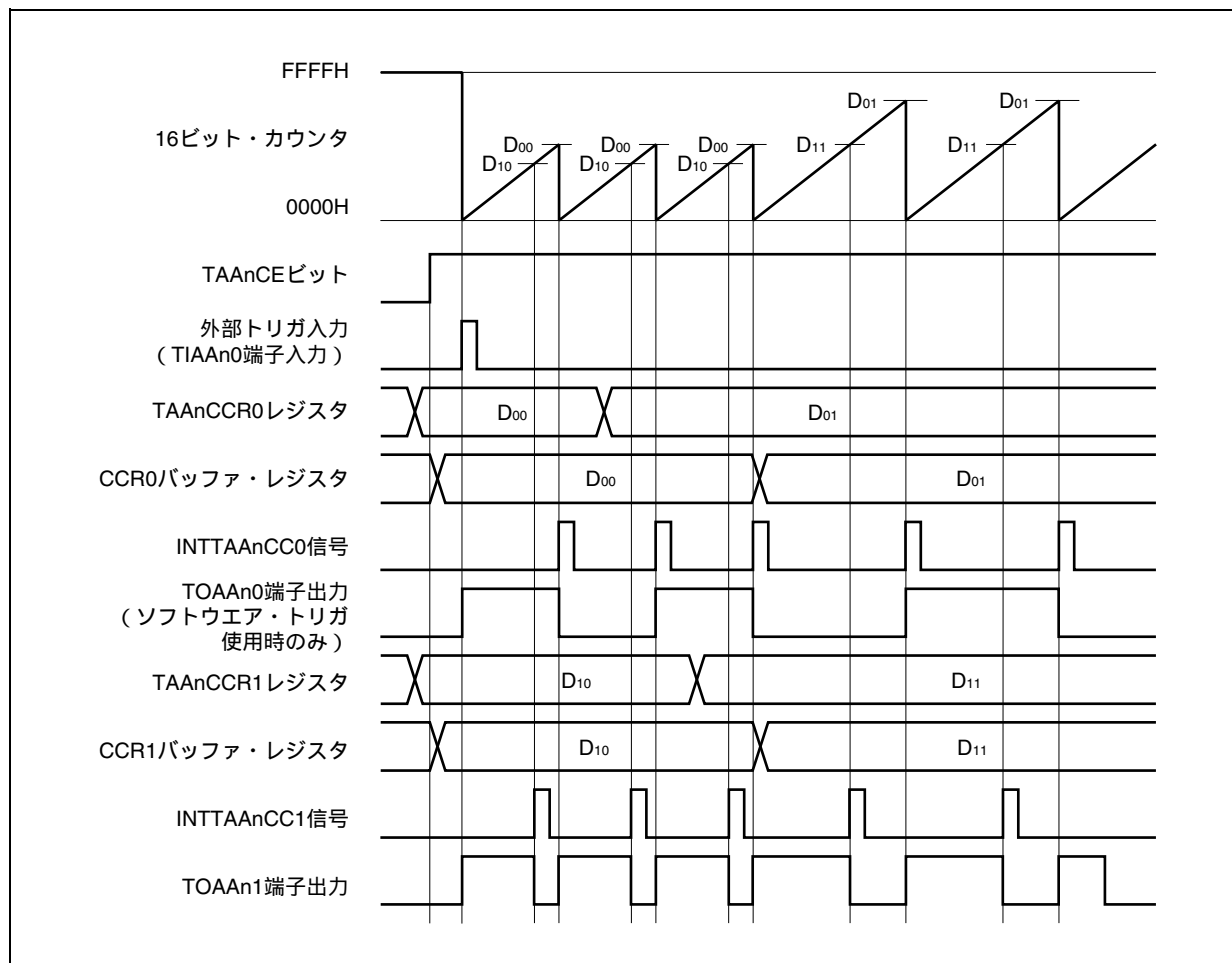 FFFFH
16ビット・カウンタ
0000H
D00 D00 D00 D01 D01
D10 D10 D10 D11 D11
TAAnCEビット
外部トリガ入力
（TIAAn0端子入力）
TAAnCCR0レジスタ D00 D01
CCR0バッファ・レジスタ D00 D01
INTTAAnCC0信号
TOAAn0端子出力
（ソフトウエア・トリガ
使用時のみ）
TAAnCCR1レジスタ D10 D11
CCR1バッファ・レジスタ D10 D11
INTTAAnCC1信号
TOAAn1端子出力